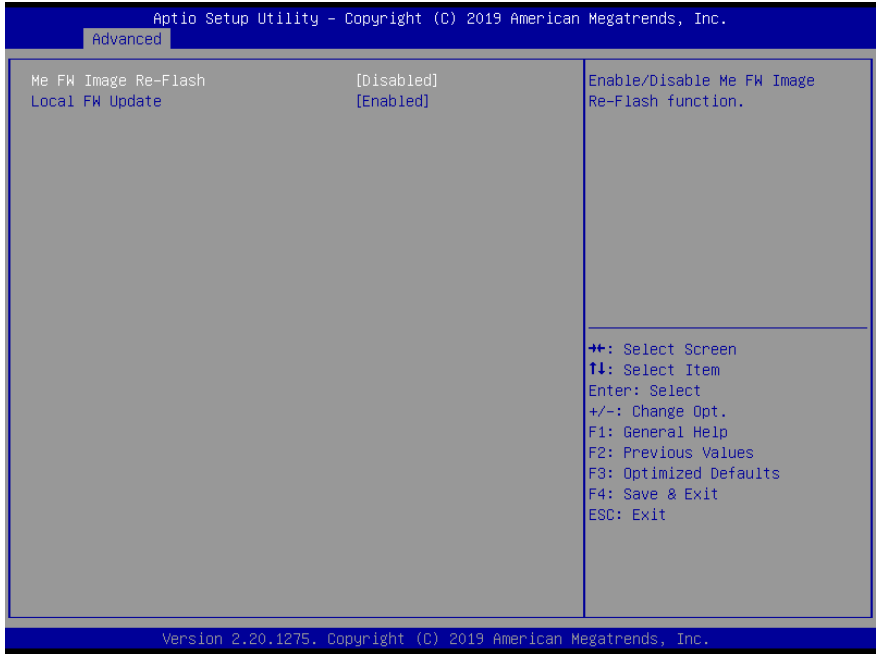 Aptio Setup Utility – Copyright (C) 2019 American Megatrends, Inc.
Advanced
Me FW Image Re-Flash [Disabled]
Local FW Update [Enabled]
Enable/Disable Me FW Image
Re-Flash function.
→←: Select Screen
↑↓: Select Item
Enter: Select
+/-: Change Opt.
F1: General Help
F2: Previous Values
F3: Optimized Defaults
F4: Save & Exit
ESC: Exit
Version 2.20.1275. Copyright (C) 2019 American Megatrends, Inc.